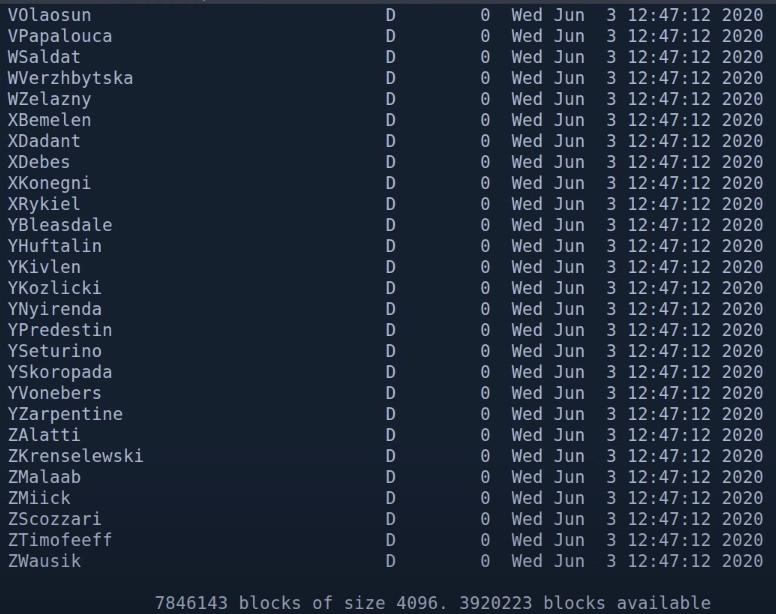 VOlaosun D 0 Wed Jun 3 12:47:12 2020
VPapalouca D 0 Wed Jun 3 12:47:12 2020
WSaldat D 0 Wed Jun 3 12:47:12 2020
WVerzhbytska D 0 Wed Jun 3 12:47:12 2020
WZelazny D 0 Wed Jun 3 12:47:12 2020
XBemelen D 0 Wed Jun 3 12:47:12 2020
XDadant D 0 Wed Jun 3 12:47:12 2020
XDebes D 0 Wed Jun 3 12:47:12 2020
XKonegni D 0 Wed Jun 3 12:47:12 2020
XRykiel D 0 Wed Jun 3 12:47:12 2020
YBleasdale D 0 Wed Jun 3 12:47:12 2020
YHuftalin D 0 Wed Jun 3 12:47:12 2020
YKivlen D 0 Wed Jun 3 12:47:12 2020
YKozlicki D 0 Wed Jun 3 12:47:12 2020
YNyirenda D 0 Wed Jun 3 12:47:12 2020
YPredestin D 0 Wed Jun 3 12:47:12 2020
YSeturino D 0 Wed Jun 3 12:47:12 2020
YSkoropada D 0 Wed Jun 3 12:47:12 2020
YVonebers D 0 Wed Jun 3 12:47:12 2020
YZarpentine D 0 Wed Jun 3 12:47:12 2020
ZAlatti D 0 Wed Jun 3 12:47:12 2020
ZKrenselewski D 0 Wed Jun 3 12:47:12 2020
ZMalaab D 0 Wed Jun 3 12:47:12 2020
ZMiick D 0 Wed Jun 3 12:47:12 2020
ZScozzari D 0 Wed Jun 3 12:47:12 2020
ZTimofeeff D 0 Wed Jun 3 12:47:12 2020
ZWausik D 0 Wed Jun 3 12:47:12 2020
7846143 blocks of size 4096. 3920223 blocks available